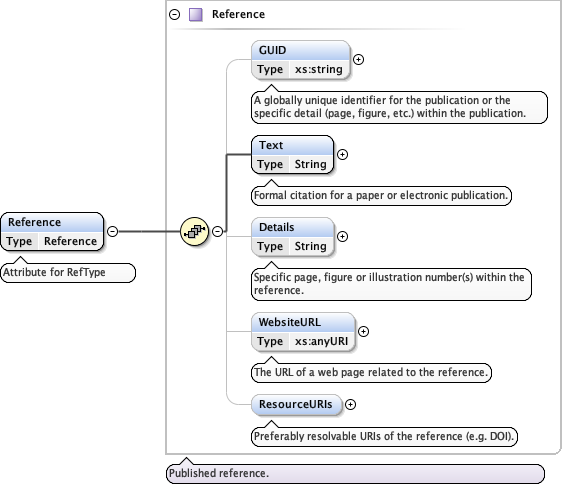 Reference
GUID
Type xs:string
A globally unique identifier for the publication or the
specific detail (page, figure, etc.) within the publication.
Text
Type String
Formal citation for a paper or electronic publication.
Reference
Type Reference
Attribute for RefType
Details
Type String
Specific page, figure or illustration number(s) within the
reference.
WebsiteURL
Type xs:anyURI
The URL of a web page related to the reference.
ResourceURIs
Preferably resolvable URIs of the reference (e.g. DOI).
Published reference.